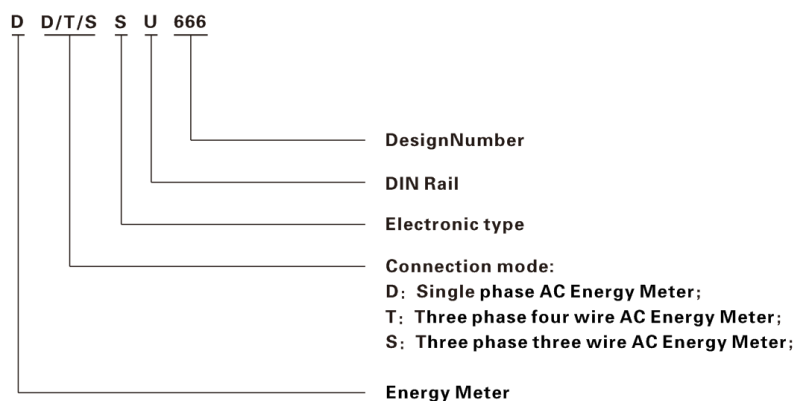 D D/T/S S U 666
DesignNumber
DIN Rail
Electronic type
Connection mode:
D: Single phase AC Energy Meter;
T: Three phase four wire AC Energy Meter;
S: Three phase three wire AC Energy Meter;
Energy Meter